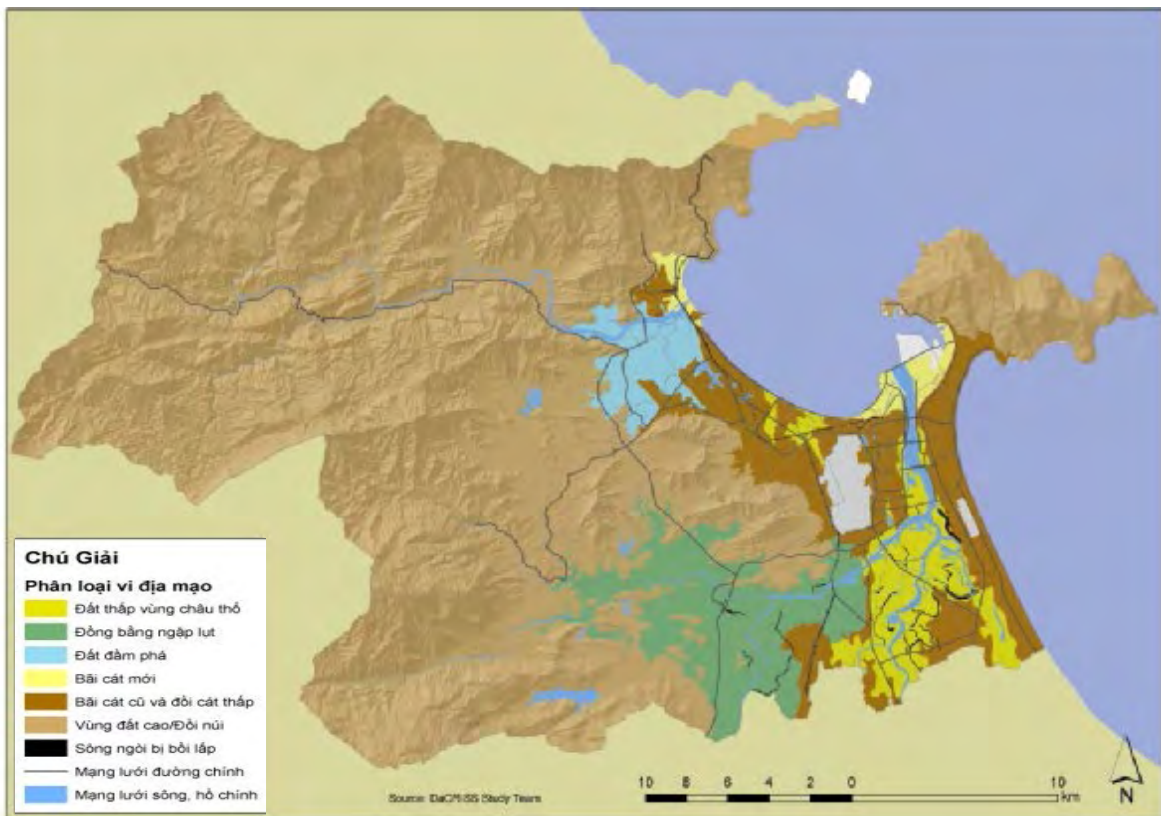 Chú Giải
Phân loại vi địa mạo
Đất thấp vùng châu thổ
Đồng bằng ngập lụt
Đất đầm phá
Bãi cát mới
Bãi cát cũ và đồi cát thấp
Vùng đất cao/Đồi núi
Sông ngòi bị bồi lắp
Mạng lưới đường chính
Mạng lưới sông, hồ chính
Source: DaCRISS Study Team
10 8 6 4 2 0 10
km
N